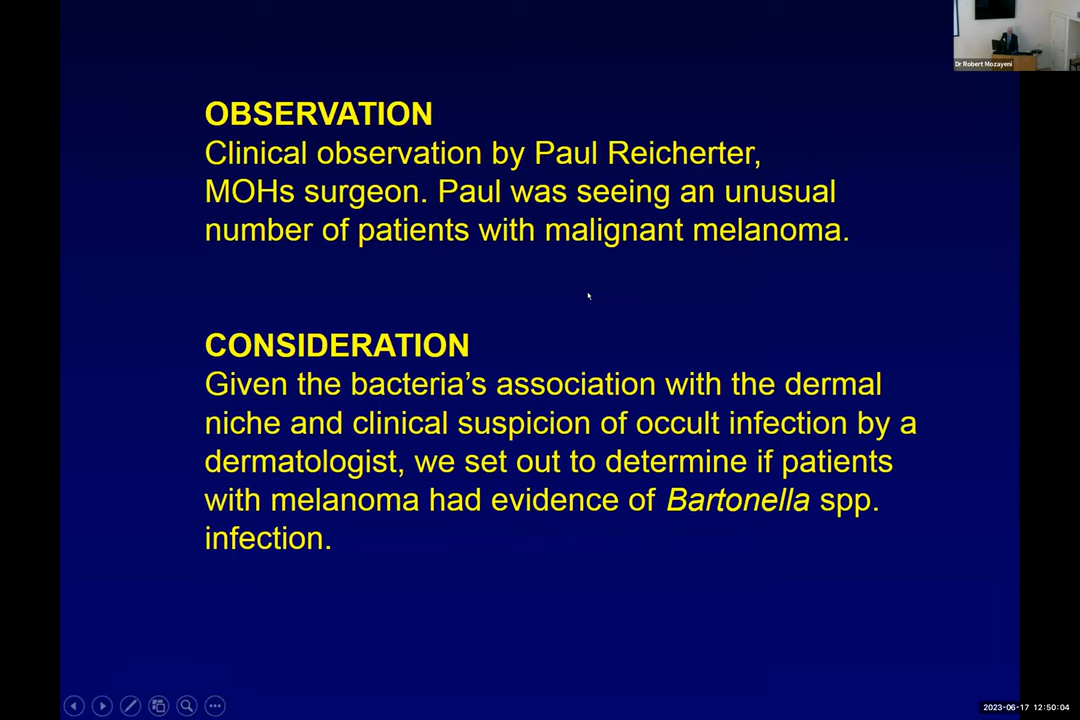 Dr Robert Mozayeni
OBSERVATION
Clinical observation by Paul Reicherter,
MOHs surgeon. Paul was seeing an unusual
number of patients with malignant melanoma.
CONSIDERATION
Given the bacteria’s association with the dermal
niche and clinical suspicion of occult infection by a
dermatologist, we set out to determine if patients
with melanoma had evidence of Bartonella spp.
infection.
2023-06-17 12:50:04